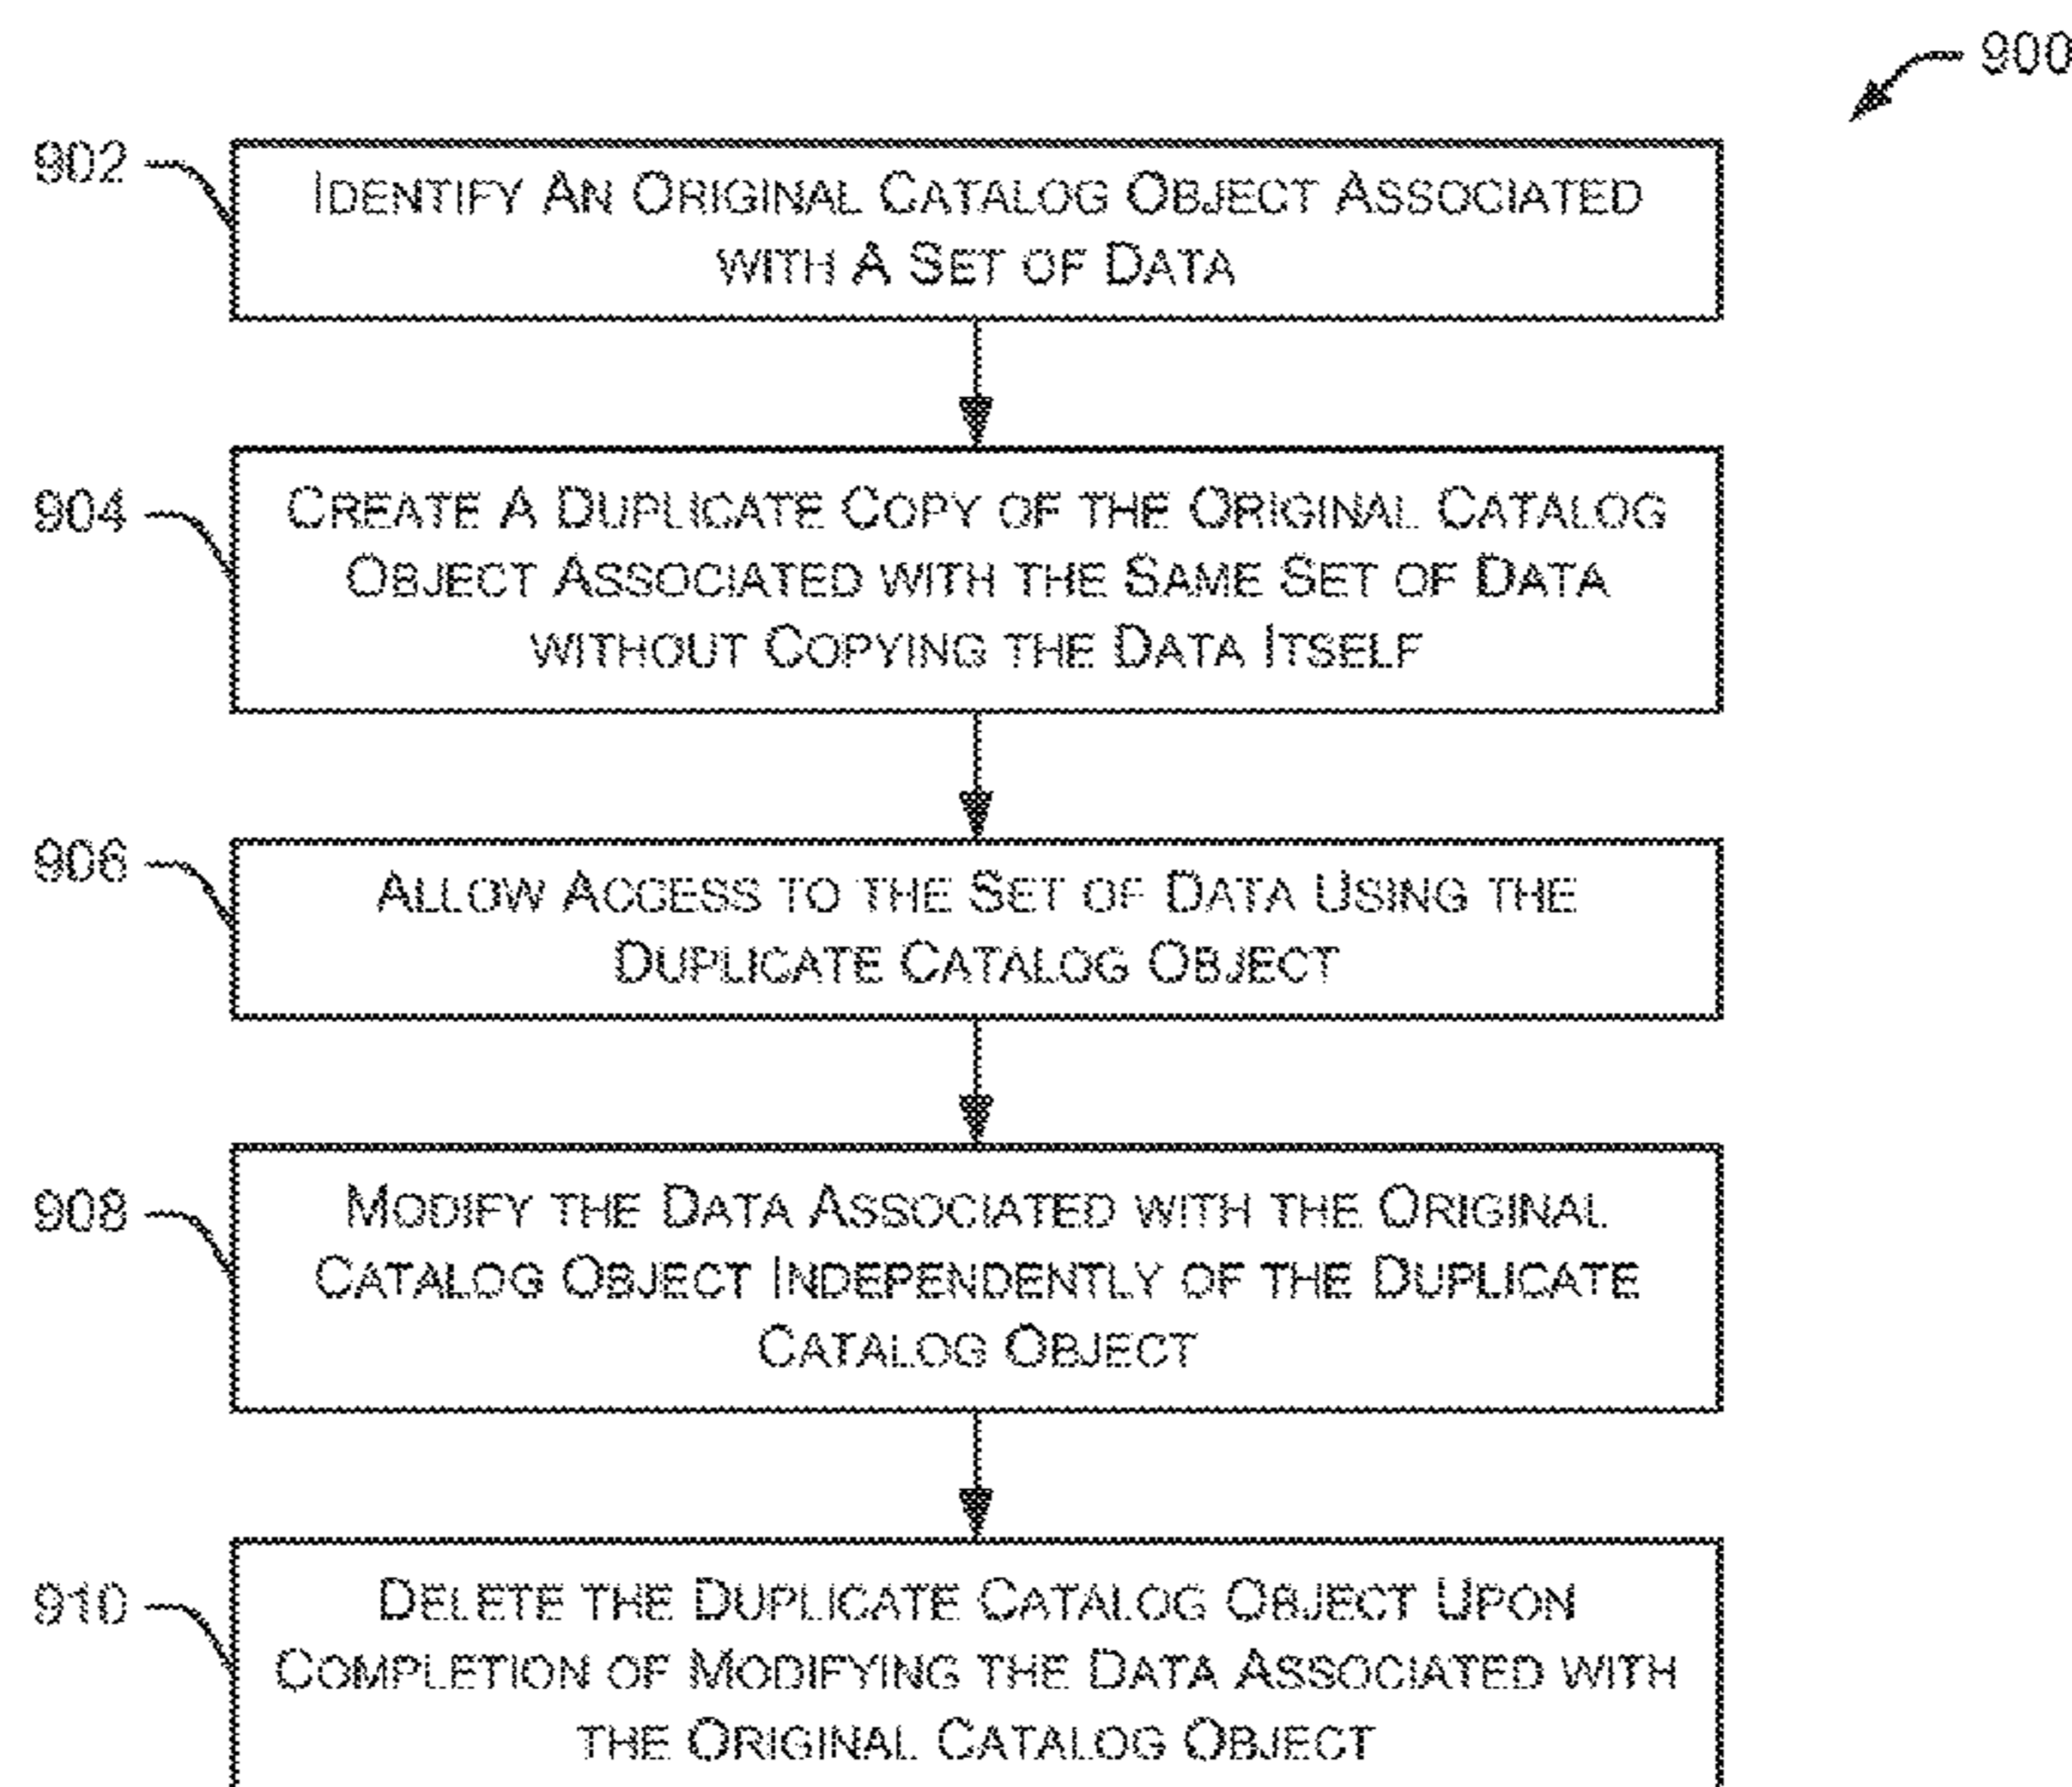 900
902
IDENTIFY AN ORIGINAL CATALOG OBJECT ASSOCIATED
WITH A SET OF DATA
904
CREATE A DUPLICATE COPY OF THE ORIGINAL CATALOG
OBJECT ASSOCIATED WITH THE SAME SET OF DATA
WITHOUT COPYING THE DATA ITSELF
906
ALLOW ACCESS TO THE SET OF DATA USING THE
DUPLICATE CATALOG OBJECT
908
MODIFY THE DATA ASSOCIATED WITH THE ORIGINAL
CATALOG OBJECT INDEPENDENTLY OF THE DUPLICATE
CATALOG OBJECT
910
DELETE THE DUPLICATE CATALOG OBJECT UPON
COMPLETION OF MODIFYING THE DATA ASSOCIATED WITH
THE ORIGINAL CATALOG OBJECT